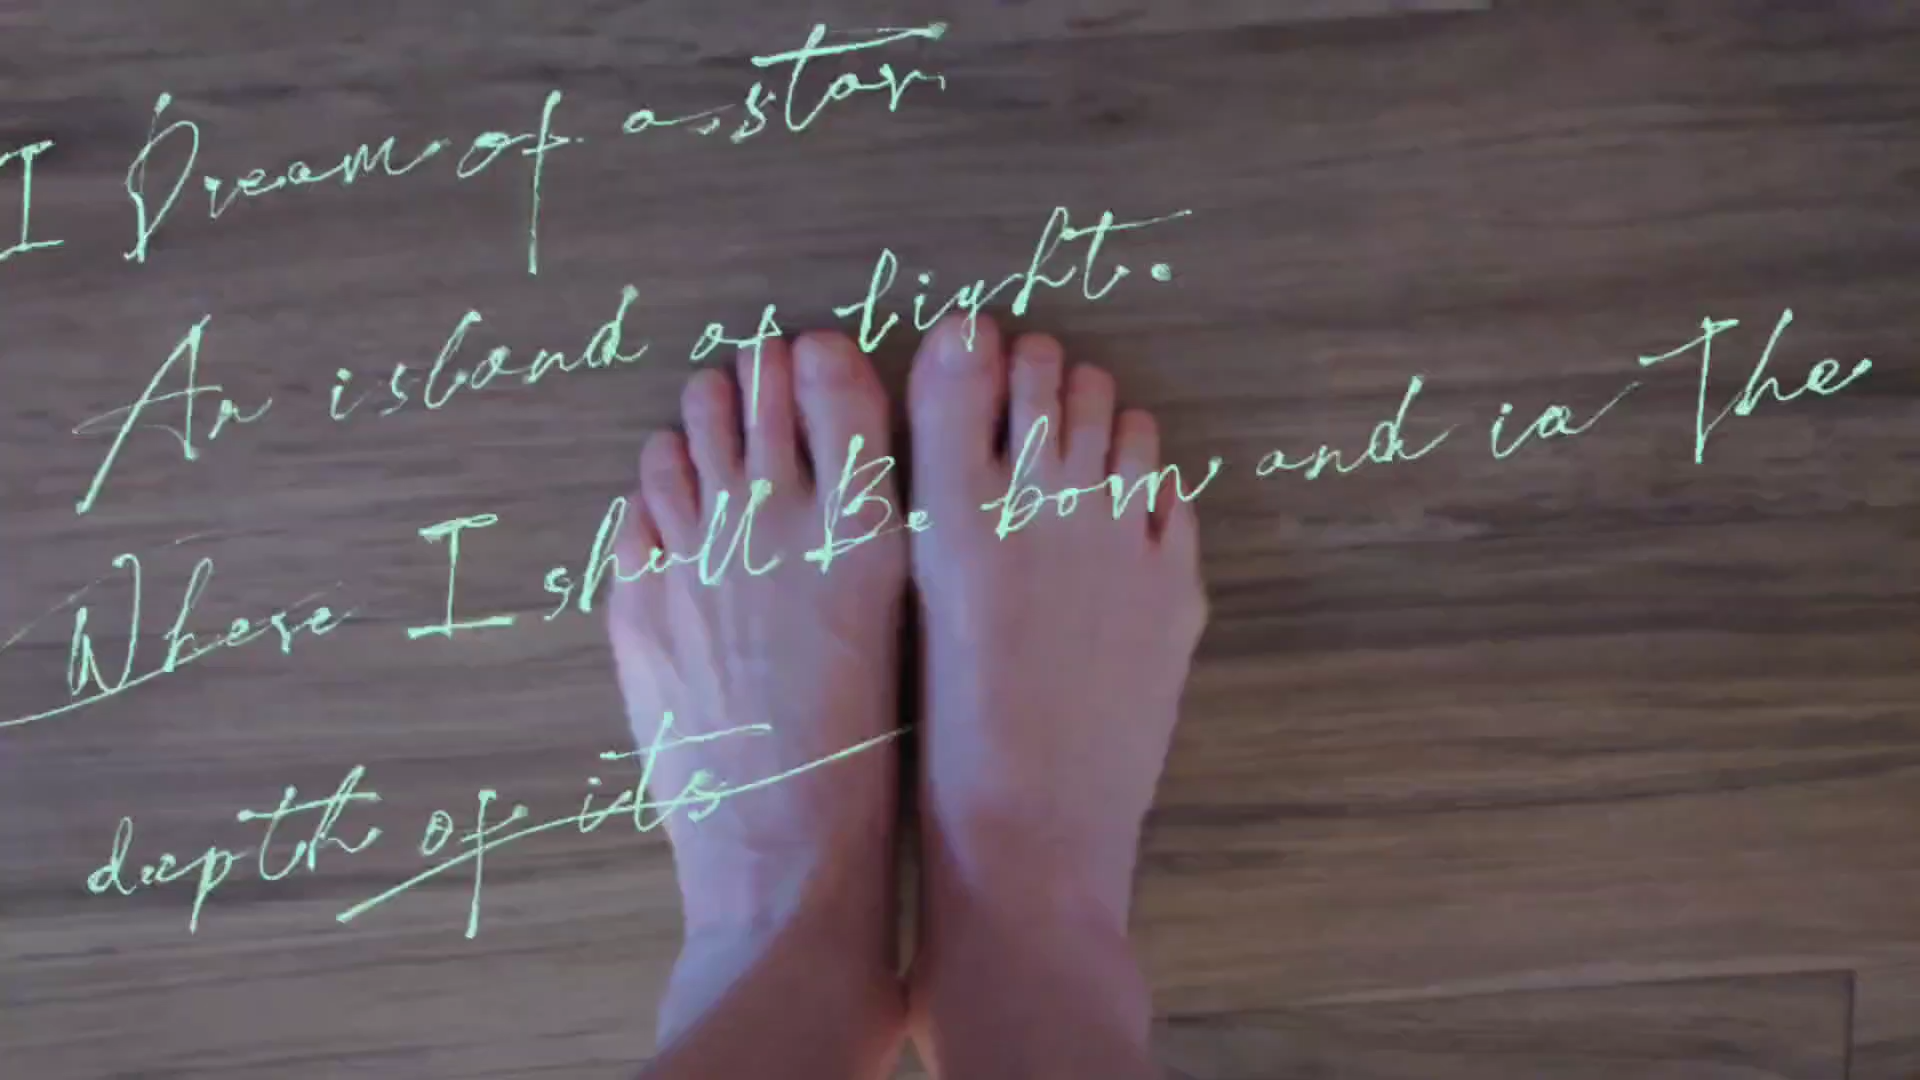 I Dream of a star
An island of light.
Where I shall Be born and in The
depth of its